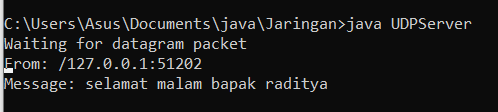 C:\Users\Asus\Documents\java\Jaringan>java UDPServer
Waiting for datagram packet
From: /127.0.0.1:51202
Message: selamat malam bapak raditya